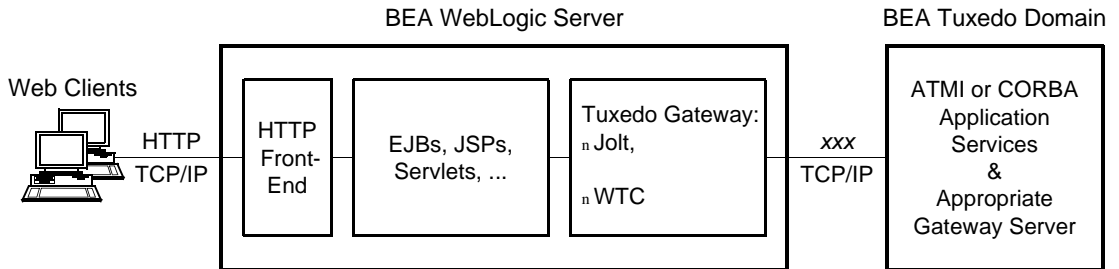 BEA WebLogic Server
BEA Tuxedo Domain
Web Clients
HTTP
TCP/IP
HTTP
Front-
End
EJBs, JSPs,
Servlets, ...
Tuxedo Gateway:
n Jolt,
n WTC
xxx
TCP/IP
ATMI or CORBA
Application
Services
&
Appropriate
Gateway Server